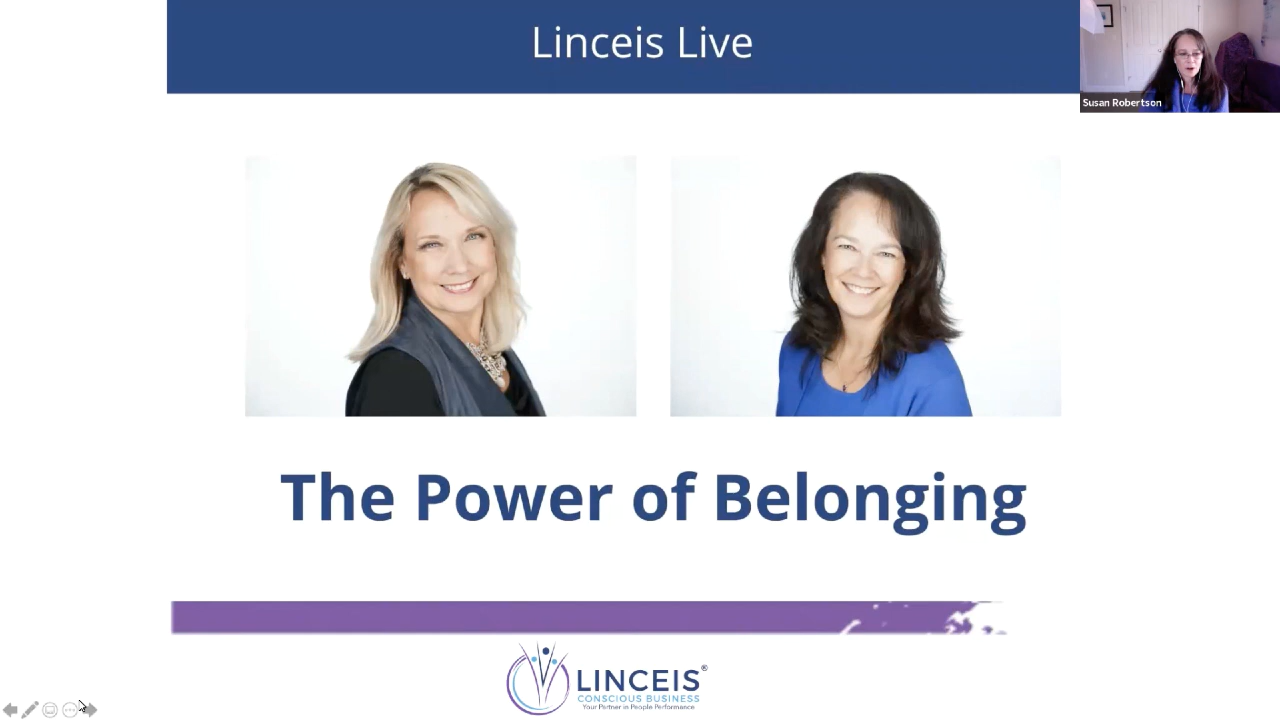 Linceis Live
Susan Robertson
The Power of Belonging
LINCEIS®
CONSCIOUS BUSINESS
Your Partner in People Performance